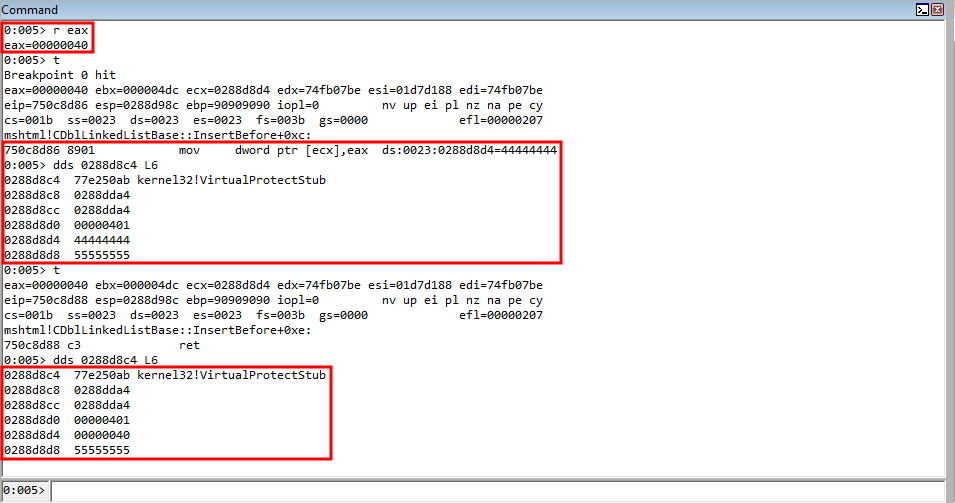 Command
0:005> r eax
eax=00000040
0:005> t
Breakpoint 0 hit
eax=00000040 ebx=000004dc ecx=0288d8d4 edx=74fb07be esi=01d7d188 edi=74fb07be
eip=750c8d86 esp=0288d98c ebp=90909090 iopl=0         nv up ei pl nz na pe cy
cs=001b  ss=0023  ds=0023  es=0023  fs=003b  gs=0000             efl=00000207
mshtml!CDblLinkedListBase::InsertBefore+0xc:
750c8d86 8901            mov     dword ptr [ecx],eax  ds:0023:0288d8d4=44444444
0:005> dds 0288d8c4 L6
0288d8c4  77e250ab kernel32!VirtualProtectStub
0288d8c8  0288dda4
0288d8cc  0288dda4
0288d8d0  00000401
0288d8d4  44444444
0288d8d8  55555555
0:005> t
eax=00000040 ebx=000004dc ecx=0288d8d4 edx=74fb07be esi=01d7d188 edi=74fb07be
eip=750c8d88 esp=0288d98c ebp=90909090 iopl=0         nv up ei pl nz na pe cy
cs=001b  ss=0023  ds=0023  es=0023  fs=003b  gs=0000             efl=00000207
mshtml!CDblLinkedListBase::InsertBefore+0xe:
750c8d88 c3              ret
0:005> dds 0288d8c4 L6
0288d8c4  77e250ab kernel32!VirtualProtectStub
0288d8c8  0288dda4
0288d8cc  0288dda4
0288d8d0  00000401
0288d8d4  00000040
0288d8d8  55555555
0:005>